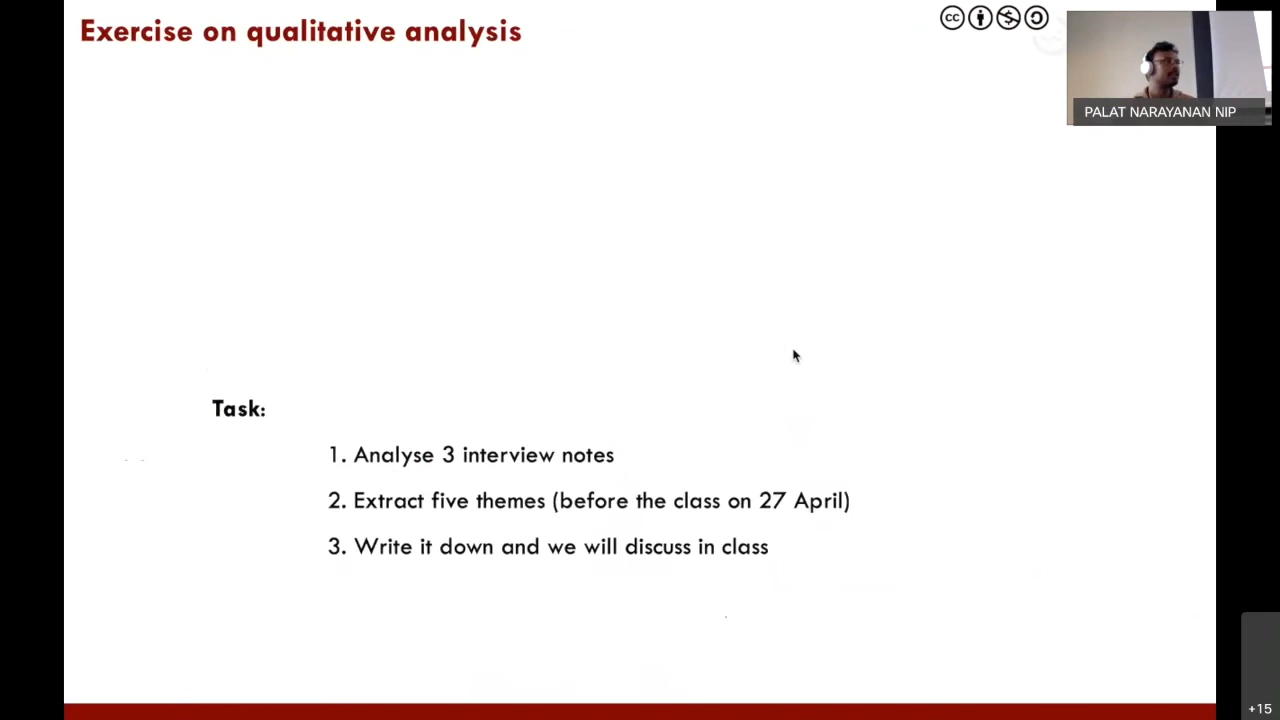 Exercise on qualitative analysis
PALAT NARAYANAN NIP
Task:
1. Analyse 3 interview notes
2. Extract five themes (before the class on 27 April)
3. Write it down and we will discuss in class
+15